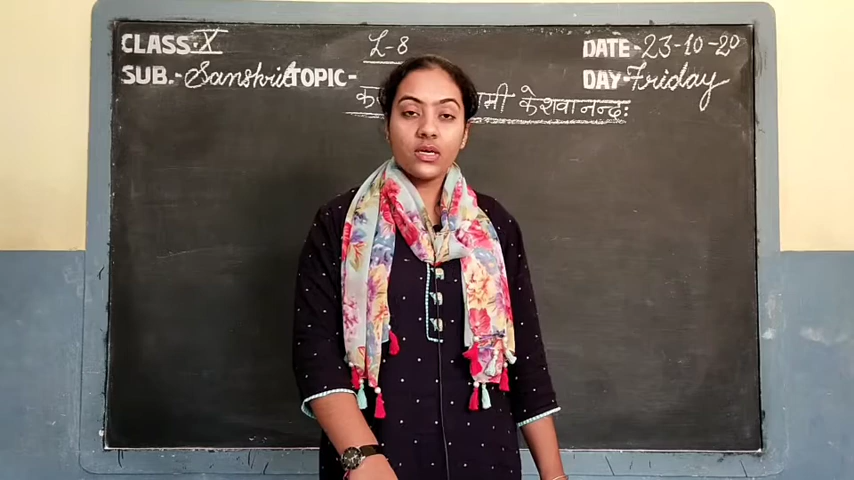 CLASS:- X L-8 DATE:- 23-10-20
SUB.- Sanskrit TOPIC- केशवानन्द: DAY- Friday